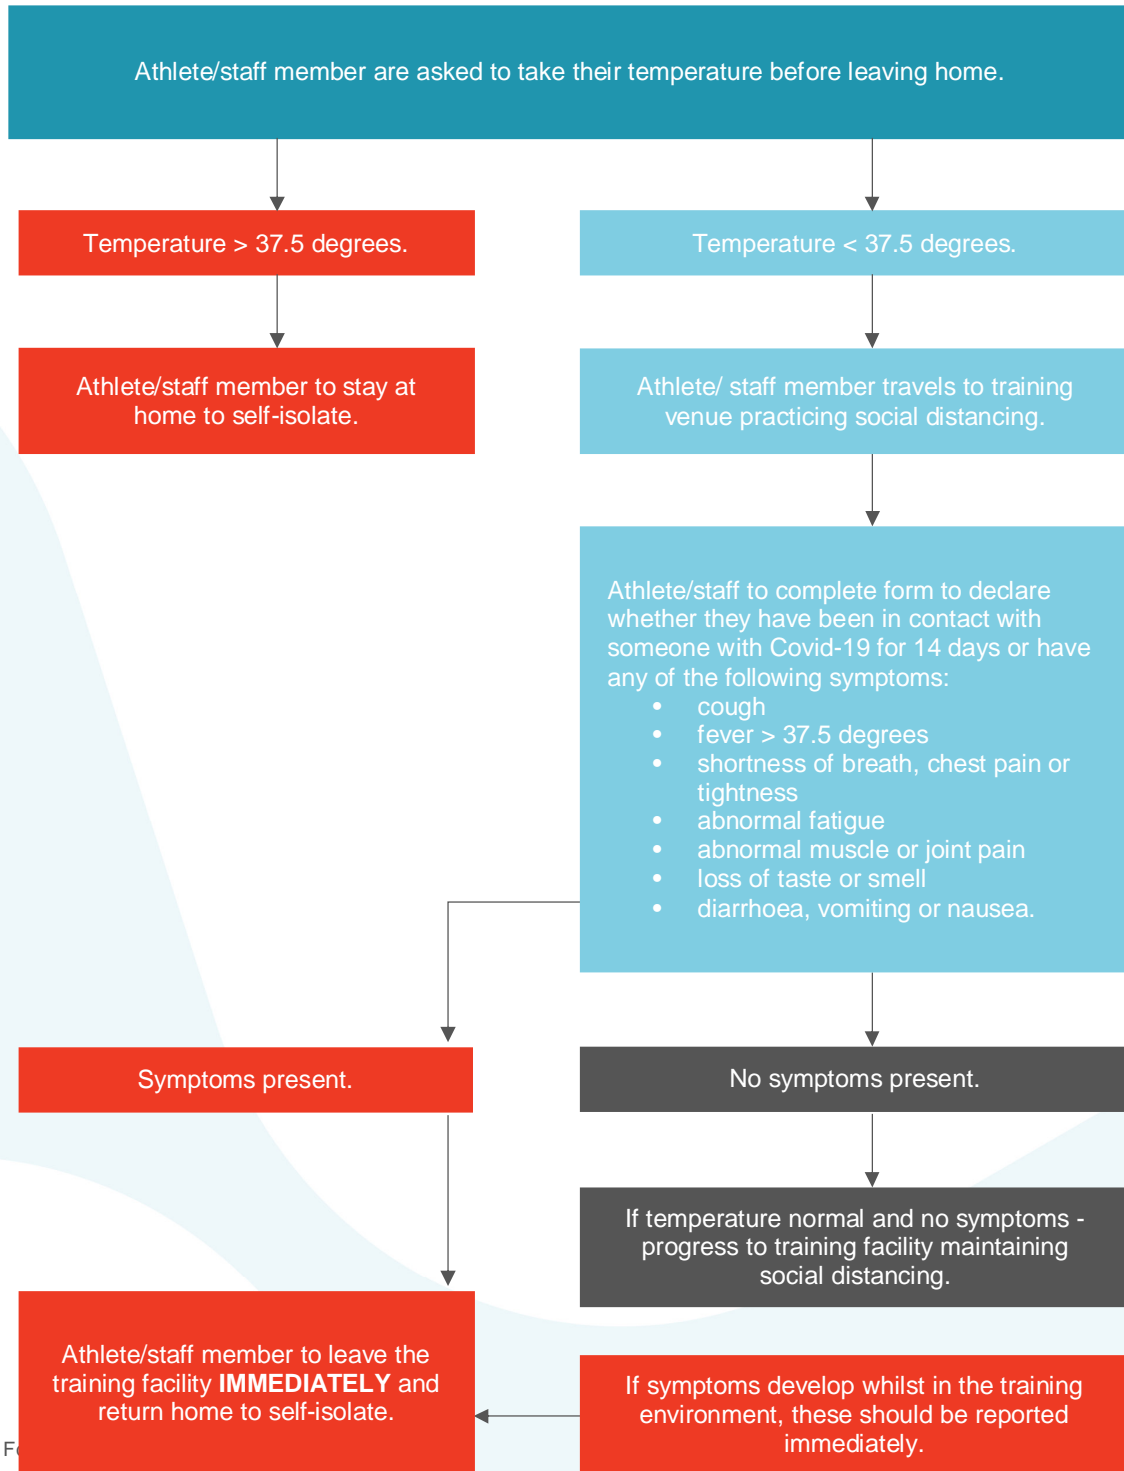 Athlete/staff member are asked to take their temperature before leaving home.
Temperature > 37.5 degrees.
Temperature < 37.5 degrees.
Athlete/staff member to stay at
home to self-isolate.
Athlete/ staff member travels to training
venue practicing social distancing.
Athlete/staff to complete form to declare
whether they have been in contact with
someone with Covid-19 for 14 days or have
any of the following symptoms:
• cough
• fever > 37.5 degrees
• shortness of breath, chest pain or
tightness
• abnormal fatigue
• abnormal muscle or joint pain
• loss of taste or smell
• diarrhoea, vomiting or nausea.
Symptoms present.
No symptoms present.
If temperature normal and no symptoms -
progress to training facility maintaining
social distancing.
Athlete/staff member to leave the
training facility IMMEDIATELY and
return home to self-isolate.
If symptoms develop whilst in the training
environment, these should be reported
immediately.